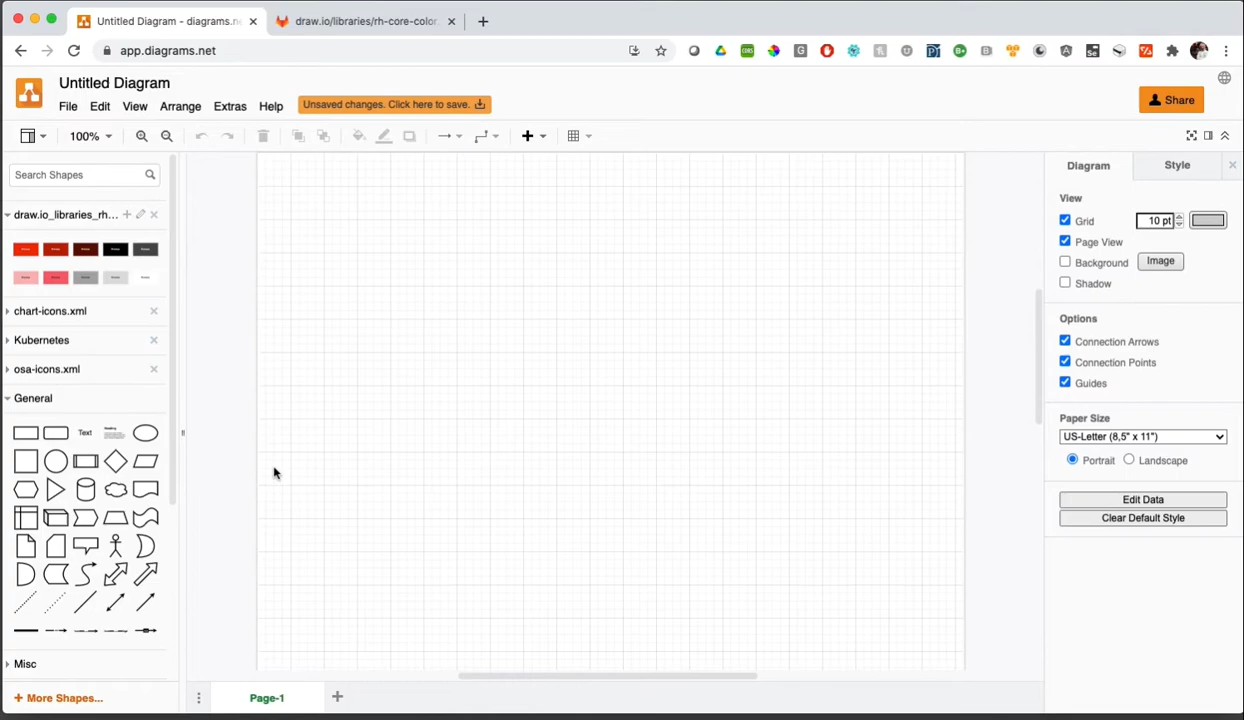 Untitled Diagram - diagrams.n
draw.io/libraries/rh-core-color
app.diagrams.net
Untitled Diagram
File Edit View Arrange Extras Help
Unsaved changes. Click here to save.
Share
100%
Search Shapes
draw.io_libraries_rh...
chart-icons.xml
Kubernetes
osa-icons.xml
General
Text
Heading
Misc
+ More Shapes...
Page-1
Diagram Style
View
Grid 10 pt
Page View
Background Image
Shadow
Options
Connection Arrows
Connection Points
Guides
Paper Size
US-Letter (8,5" x 11")
Portrait Landscape
Edit Data
Clear Default Style